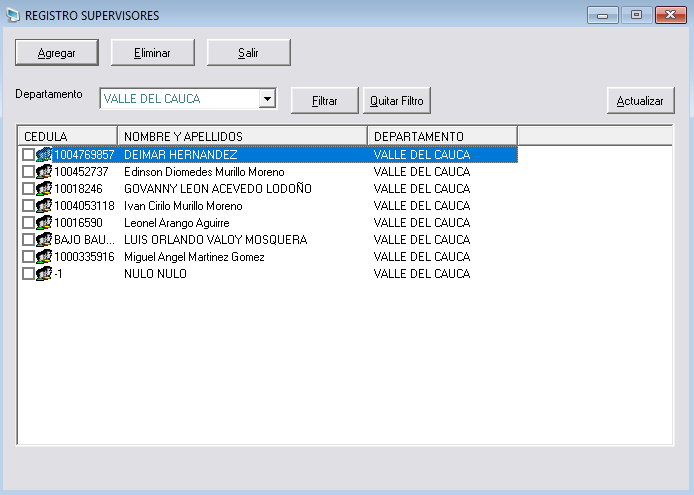 REGISTRO SUPERVISORES
Agregar Eliminar Salir
Departamento VALLE DEL CAUCA Filtrar Quitar Filtro Actualizar
CEDULA NOMBRE Y APELLIDOS DEPARTAMENTO
1004769857 DEIMAR HERNANDEZ VALLE DEL CAUCA
100452737 Edinson Diomedes Murillo Moreno VALLE DEL CAUCA
10018246 GOVANNY LEON ACEVEDO LODOÑO VALLE DEL CAUCA
1004053118 Ivan Cirilo Murillo Moreno VALLE DEL CAUCA
10016590 Leonel Arango Aguirre VALLE DEL CAUCA
BAJO BAU... LUIS ORLANDO VALOY MOSQUERA VALLE DEL CAUCA
1000335916 Miguel Angel Martinez Gomez VALLE DEL CAUCA
-1 NULO NULO VALLE DEL CAUCA